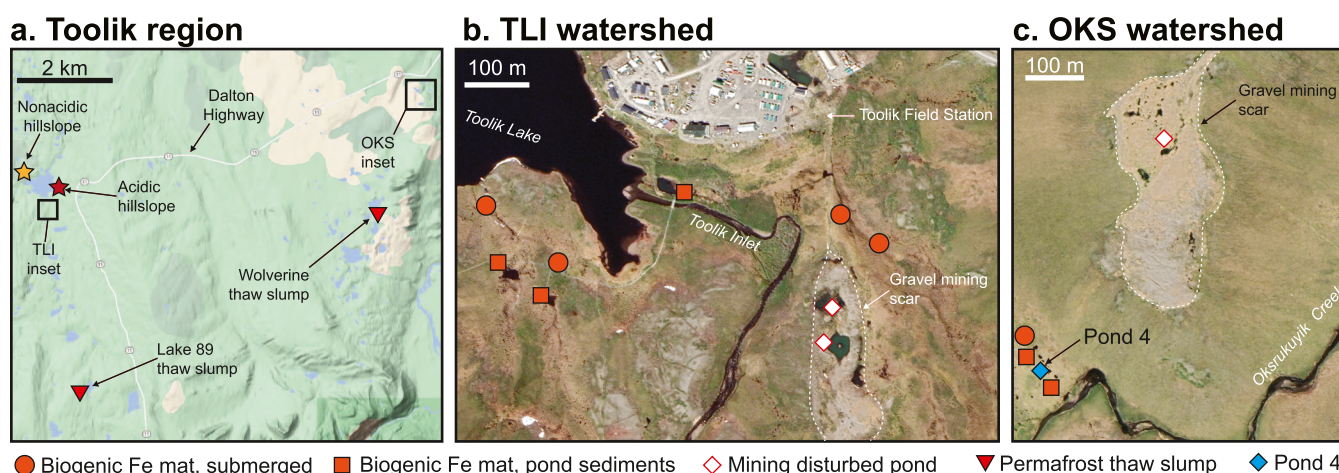 a. Toolik region
b. TLI watershed
c. OKS watershed
2 km
Nonacidic
hillslope
Dalton
Highway
OKS
inset
Acidic
hillslope
TLI
inset
Wolverine
thaw slump
Lake 89
thaw slump
100 m
Toolik Lake
Toolik Field Station
Toolik Inlet
Gravel mining
scar
100 m
Gravel mining
scar
Pond 4
Oksrukuyik Creek
Biogenic Fe mat, submerged
Biogenic Fe mat, pond sediments
Mining disturbed pond
Permafrost thaw slump
Pond 4